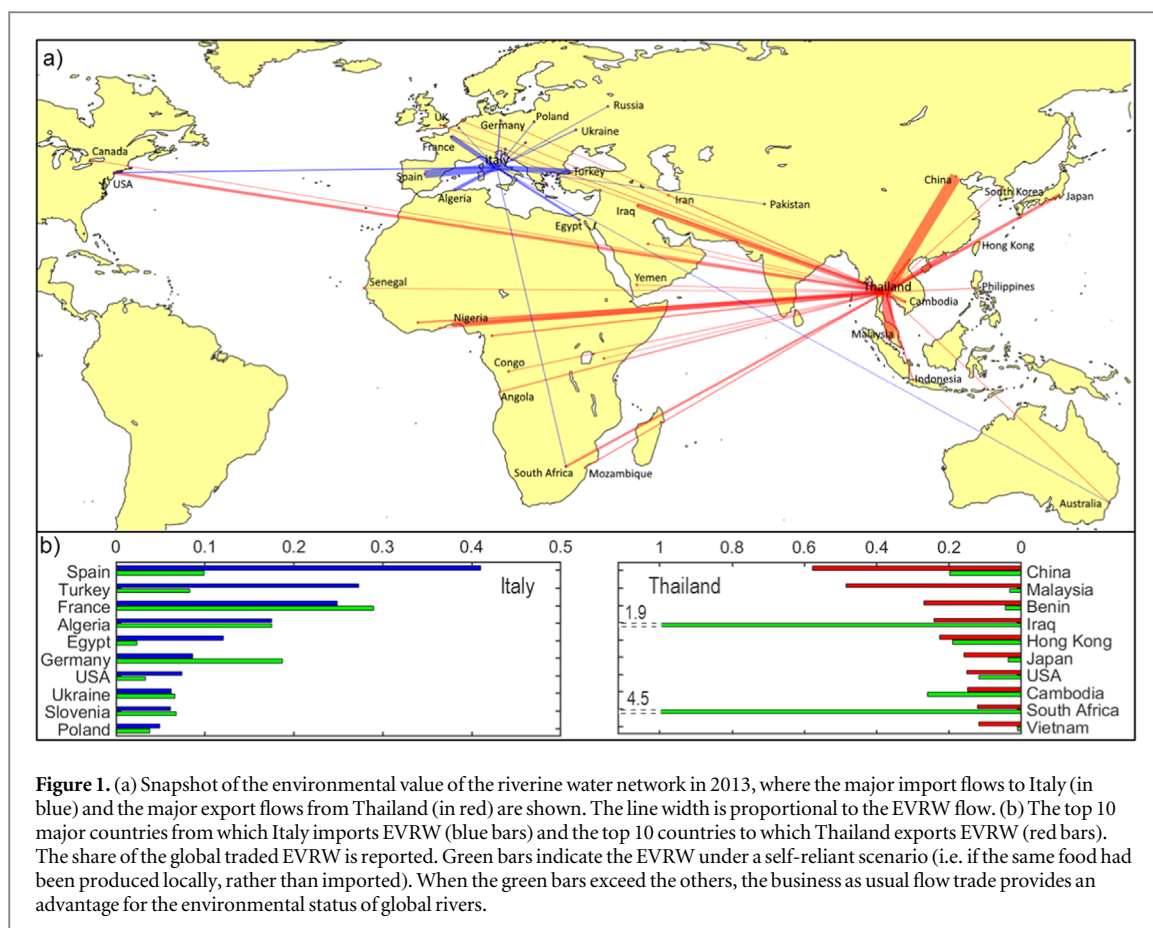 a)
Russia
UK
Poland
Germany
Ukraine
France
Canada
Italy
Spain
Turkey
China
USA
South Korea
Algeria
Iran
Japan
Pakistan
Iraq
Egypt
Hong Kong
Yemen
Senegal
Thailand
Philippines
Cambodia
Nigeria
Malaysia
Congo
Indonesia
Angola
South Africa
Mozambique
Australia
b)
0 0.1 0.2 0.3 0.4 0.5
Italy
Spain
Turkey
France
Algeria
Egypt
Germany
USA
Ukraine
Slovenia
Poland
1 0.8 0.6 0.4 0.2 0
Thailand
1.9
4.5
China
Malaysia
Benin
Iraq
Hong Kong
Japan
USA
Cambodia
South Africa
Vietnam
Figure 1. (a) Snapshot of the environmental value of the riverine water network in 2013, where the major import flows to Italy (in
blue) and the major export flows from Thailand (in red) are shown. The line width is proportional to the EVRW flow. (b) The top 10
major countries from which Italy imports EVRW (blue bars) and the top 10 countries to which Thailand exports EVRW (red bars).
The share of the global traded EVRW is reported. Green bars indicate the EVRW under a self-reliant scenario (i.e. if the same food had
been produced locally, rather than imported). When the green bars exceed the others, the business as usual flow trade provides an
advantage for the environmental status of global rivers.